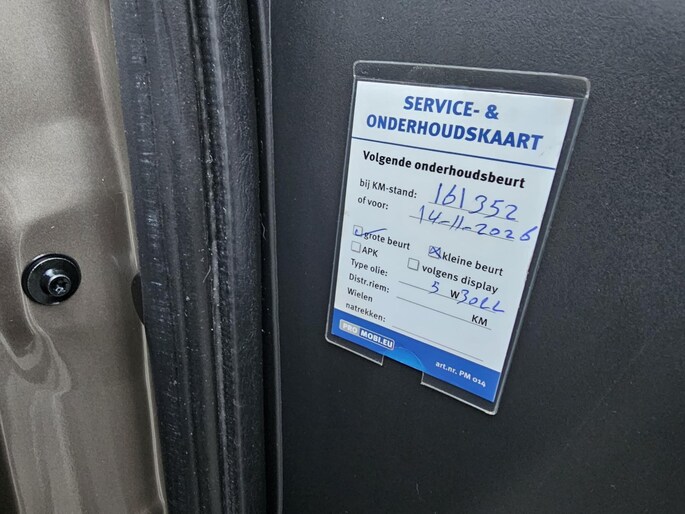 SERVICE- &
ONDERHOUDSKAART
Volgende onderhoudsbeurt
bij KM-stand: 161352
of voor: 14-11-2026
grote beurt kleine beurt
APK volgens display
Type olie: 5 W30LL
Distr.riem: KM
Wielen
natrekken:
PRO MOBI.EU
art.nr. PM 014